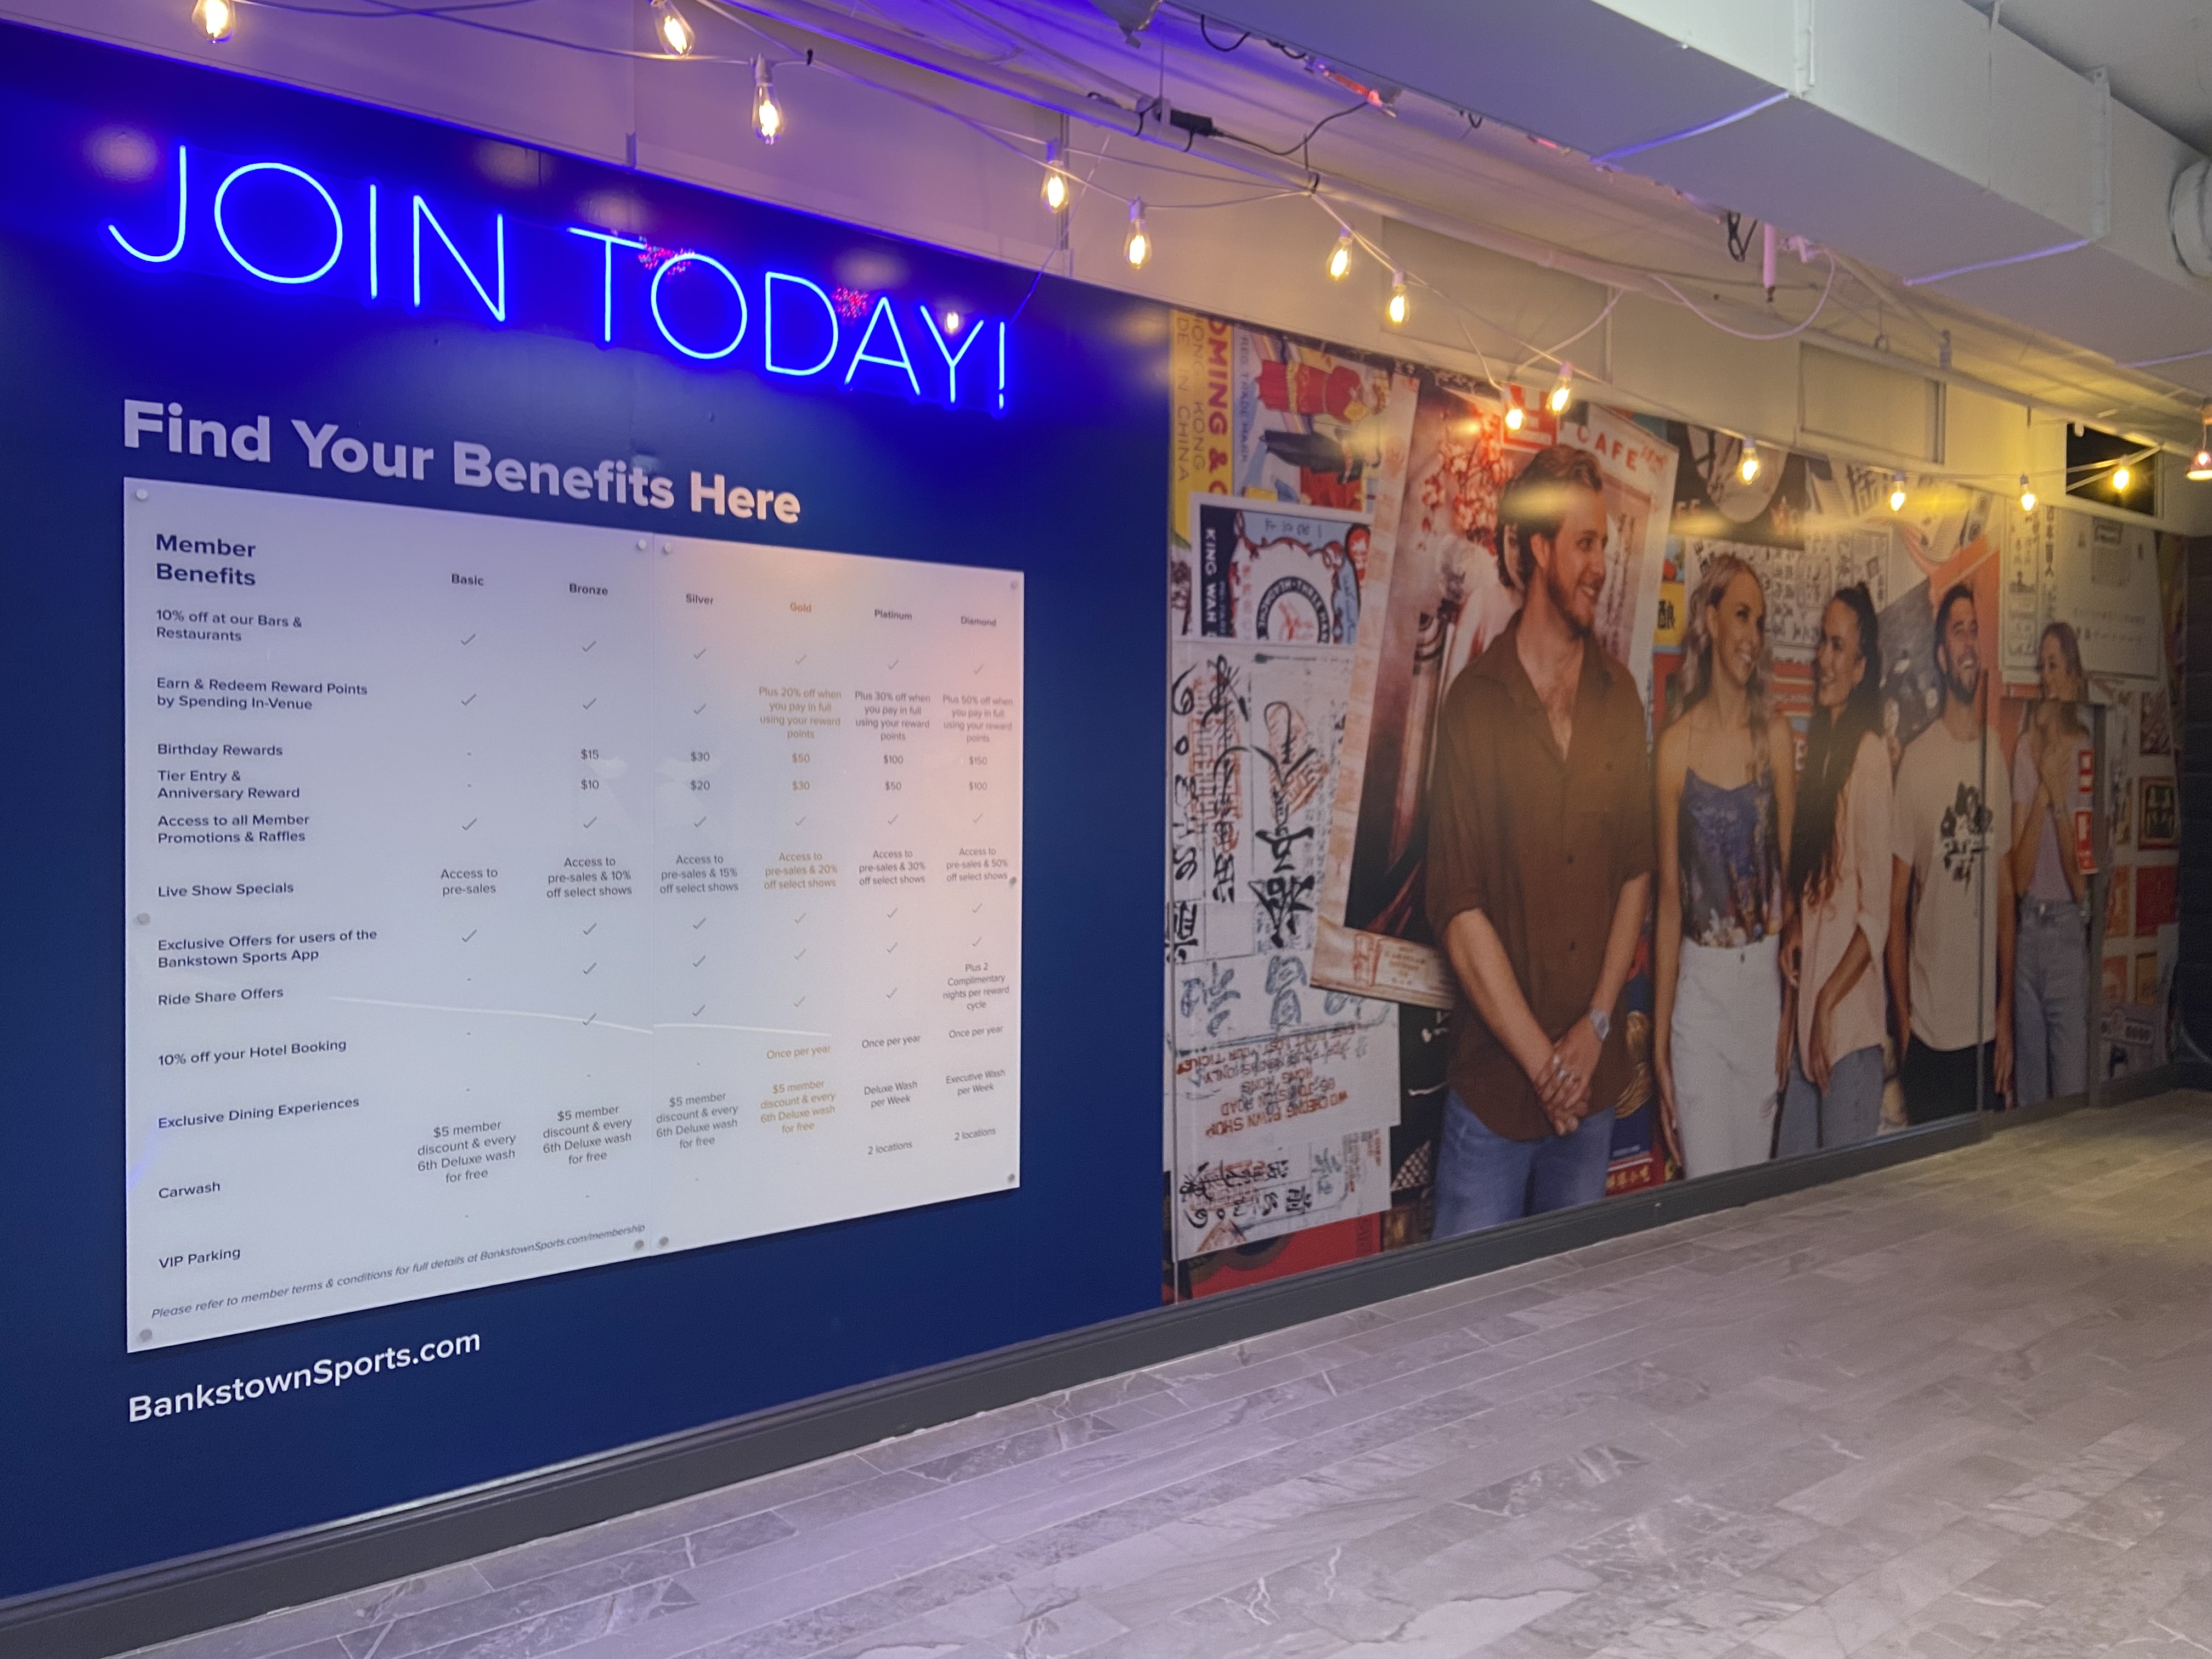 JOIN TODAY!
Find Your Benefits Here
Member
Benefits
Basic
Bronze
Silver
Gold
Platinum
Diamond
10% off at our Bars &
Restaurants
✓ ✓ ✓ ✓ ✓ ✓
Earn & Redeem Reward Points
by Spending In-Venue
✓ ✓ ✓
Plus 20% off when
you pay in full
using your reward
points
Plus 30% off when
you pay in full
using your reward
points
Plus 50% off when
you pay in full
using your reward
points
Birthday Rewards
- $15 $30 $50 $100 $150
Tier Entry &
Anniversary Reward
- $10 $20 $30 $50 $100
Access to all Member
Promotions & Raffles
✓ ✓ ✓ ✓ ✓ ✓
Live Show Specials
Access to
pre-sales
Access to
pre-sales & 10%
off select shows
Access to
pre-sales & 15%
off select shows
Access to
pre-sales & 20%
off select shows
Access to
pre-sales & 30%
off select shows
Access to
pre-sales & 50%
off select shows
Exclusive Offers for users of the
Bankstown Sports App
✓ ✓ ✓ ✓ ✓ ✓
Ride Share Offers
- ✓ ✓ ✓ ✓ ✓
10% off your Hotel Booking
- ✓ ✓ ✓ ✓
Plus 2
Complimentary
nights per reward
cycle
Exclusive Dining Experiences
- - - Once per year Once per year Once per year
Carwash
$5 member
discount & every
6th Deluxe wash
for free
$5 member
discount & every
6th Deluxe wash
for free
$5 member
discount & every
6th Deluxe wash
for free
$5 member
discount & every
6th Deluxe wash
for free
Deluxe Wash
per Week
Executive Wash
per Week
VIP Parking
- - - - 2 locations 2 locations
Please refer to member terms & conditions for full details at BankstownSports.com/membership
BankstownSports.com
OMING &
HONG KONG
DE IN CHINA
KING WAH
CAFE
WO CHEONG PAWN SHOP
HONG KONG